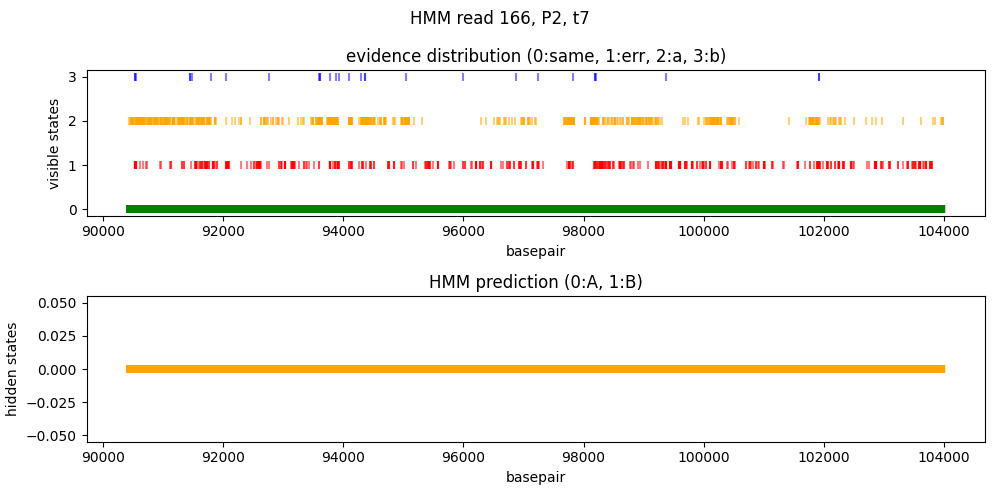 HMM read 166, P2, t7
evidence distribution (0:same, 1:err, 2:a, 3:b)
visible states
3
2
1
0
90000 92000 94000 96000 98000 100000 102000 104000
basepair
HMM prediction (0:A, 1:B)
hidden states
0.050
0.025
0.000
−0.025
−0.050
90000 92000 94000 96000 98000 100000 102000 104000
basepair